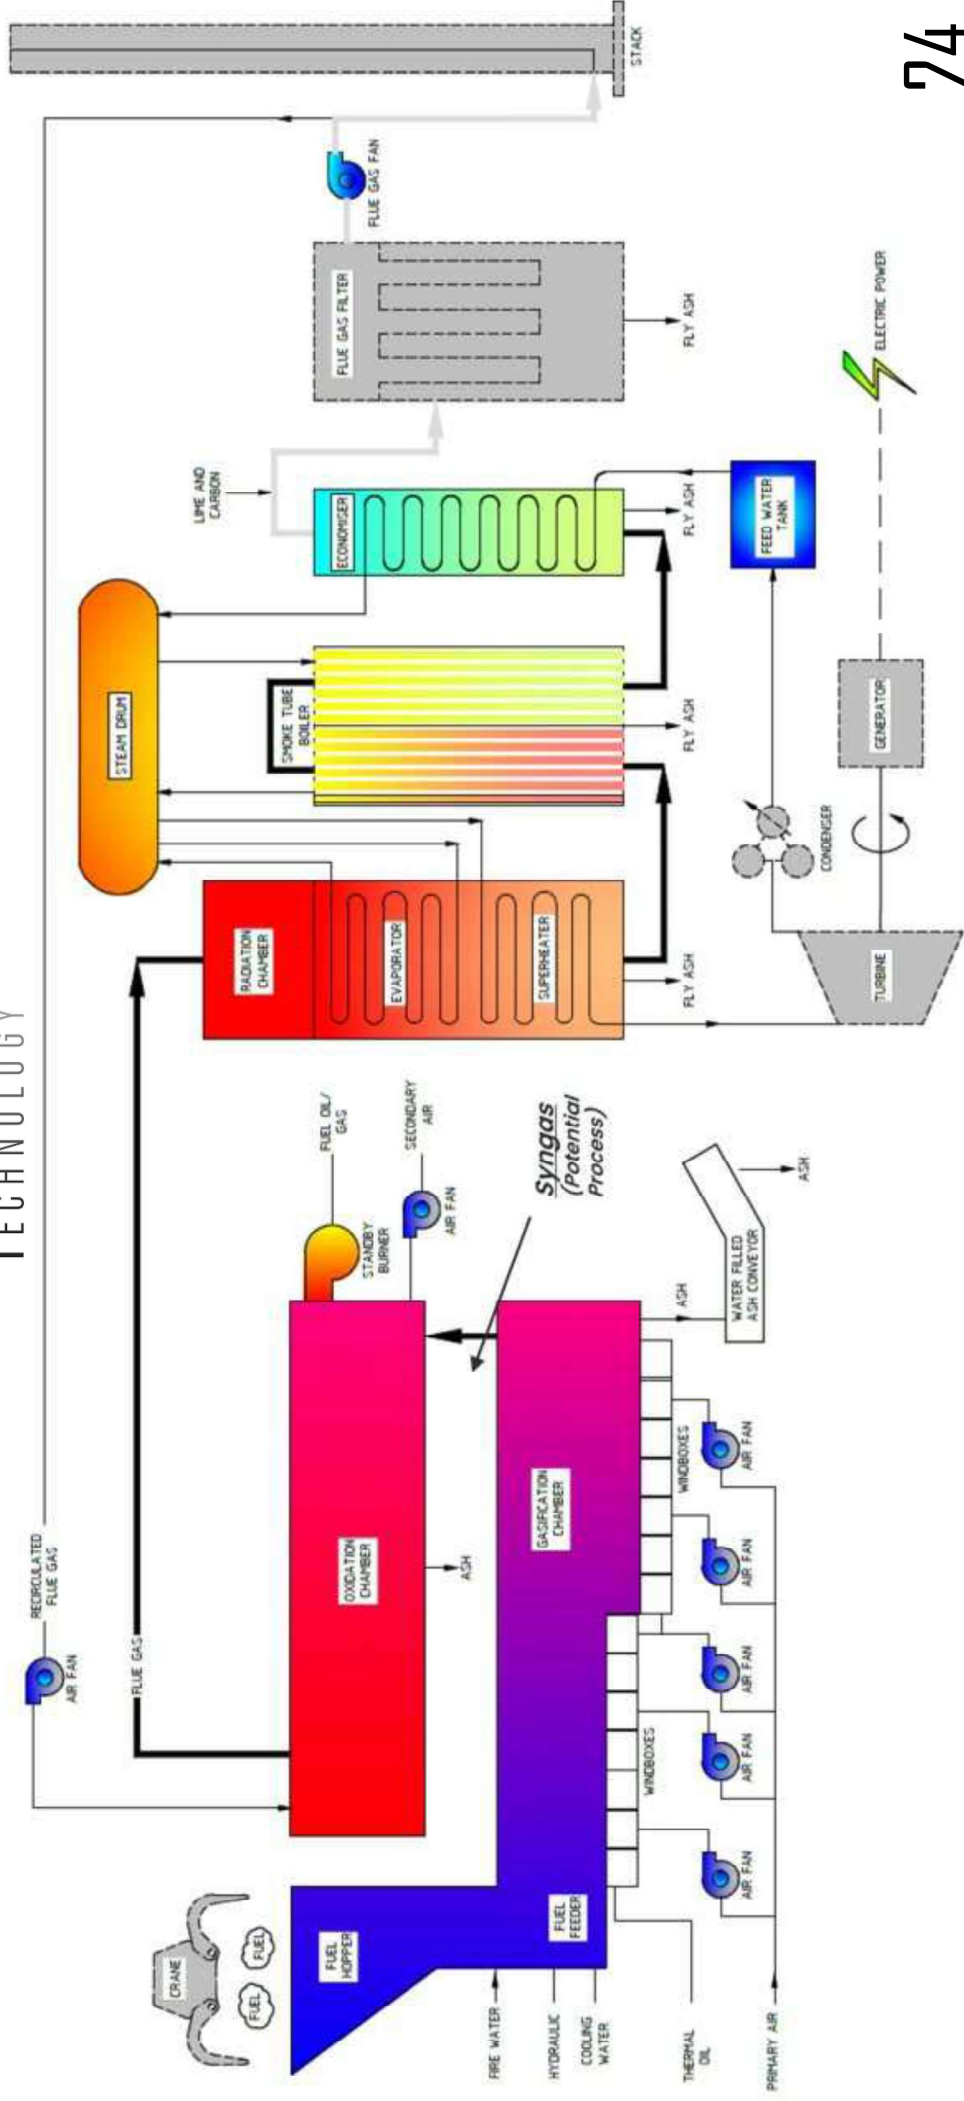 TECHNOLOGY
CRANE
FUEL
FUEL
FUEL
HOPPER
FUEL
FEEDER
FIRE WATER
HYDRAULIC
COOLING
WATER
THERMAL
OIL
PRIMARY AIR
AIR FAN
RECIRCULATED
FLUE GAS
FLUE GAS
OXIDATION
CHAMBER
ASH
GASIFICATION
CHAMBER
WINDBOXES
WINDBOXES
AIR FAN
AIR FAN
AIR FAN
AIR FAN
AIR FAN
STANDBY
BURNER
FUEL OIL/
GAS
AIR FAN
SECONDARY
AIR
Syngas
(Potential
Process)
ASH
WATER FILLED
ASH CONVEYOR
ASH
RADIATION
CHAMBER
EVAPORATOR
SUPERHEATER
FLY ASH
STEAM DRUM
SMOKE TUBE
BOILER
FLY ASH
ECONOMISER
FLY ASH
LIME AND
CARBON
FLUE GAS FILTER
FLY ASH
FLUE GAS FAN
STACK
TURBINE
CONDENSER
GENERATOR
FEED WATER
TANK
ELECTRIC POWER
24